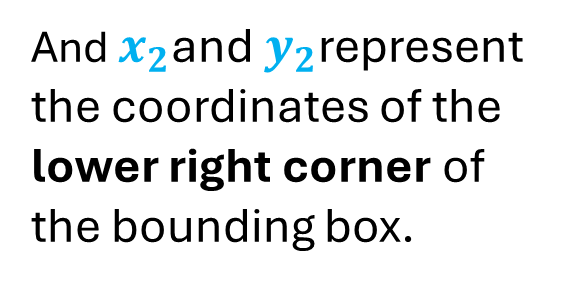 And x₂ and y₂ represent
the coordinates of the
lower right corner of
the bounding box.